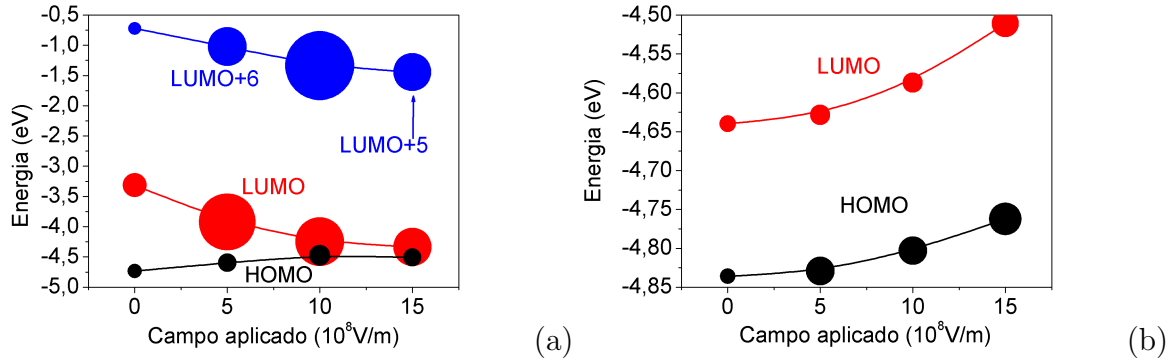 -0,5
-1,0
-1,5
-2,0
-2,5
-3,0
-3,5
-4,0
-4,5
-5,0
Energia (eV)
LUMO+6
LUMO+5
LUMO
HOMO
0 5 10 15
Campo aplicado (10⁸V/m)
(a)
-4,50
-4,55
-4,60
-4,65
-4,70
-4,75
-4,80
-4,85
Energia (eV)
LUMO
HOMO
0 5 10 15
Campo aplicado (10⁸V/m)
(b)